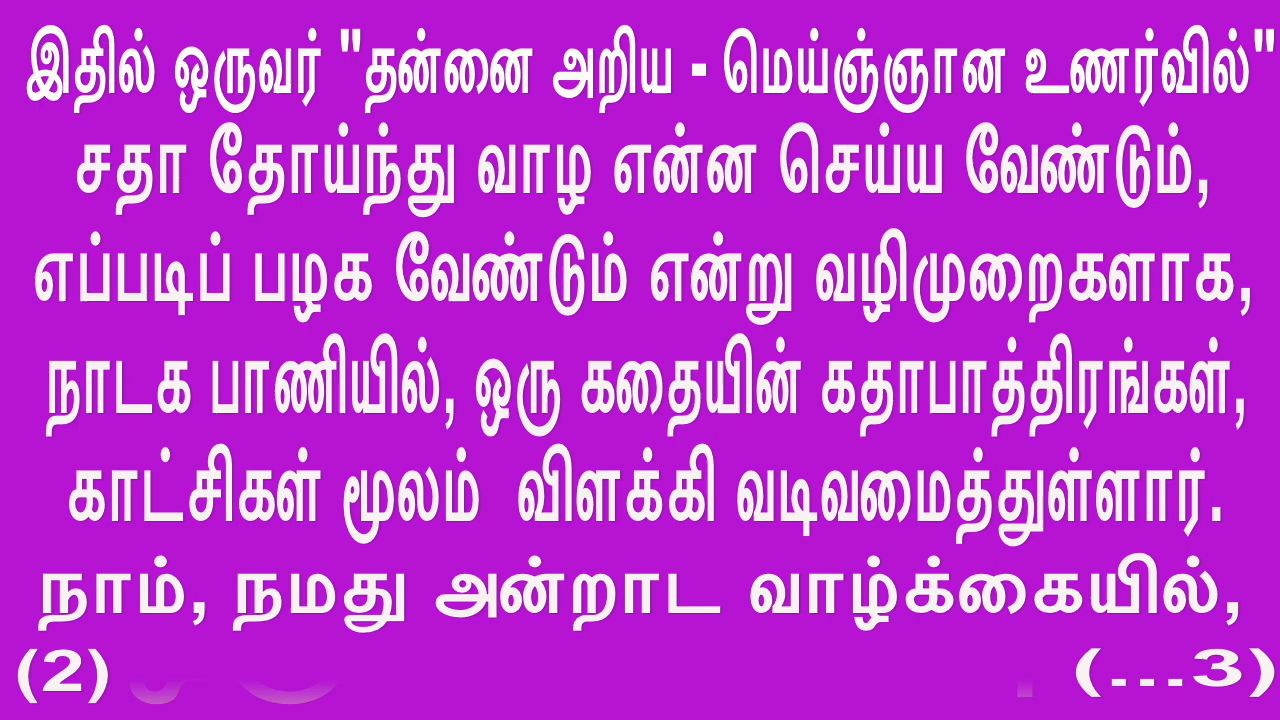 இதில் ஒருவர் "தன்னை அறிய - மெய்ஞ்ஞான உணர்வில்"
சதா தோய்ந்து வாழ என்ன செய்ய வேண்டும்,
எப்படிப் பழக வேண்டும் என்று வழிமுறைகளாக,
நாடக பாணியில், ஒரு கதையின் கதாபாத்திரங்கள்,
காட்சிகள் மூலம் விளக்கி வடிவமைத்துள்ளார்.
நாம், நமது அன்றாட வாழ்க்கையில்,
(2) (...3)